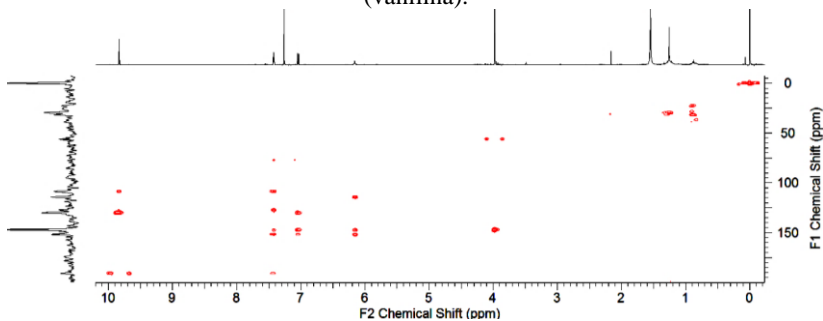 (vanilina).
0
50
100
150
F1 Chemical Shift (ppm)
10 9 8 7 6 5 4 3 2 1 0
F2 Chemical Shift (ppm)